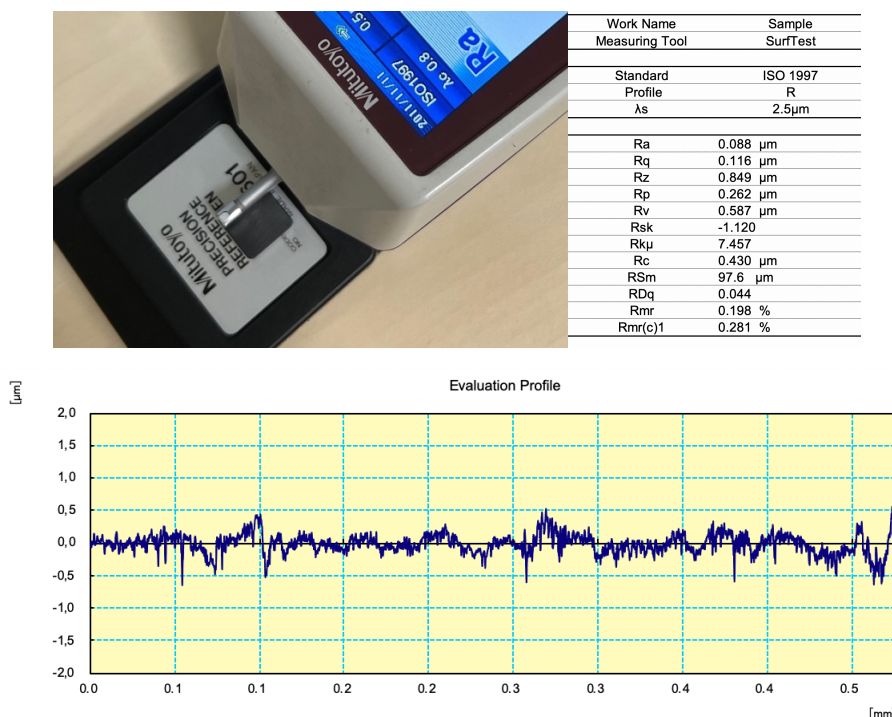 0.5
ISO1997
λc 0.8
Ra
2011/11/11
Mitutoyo
Mitutoyo
PRECISION
REFERENCE
601
CODE
NO.
Work Name Sample
Measuring Tool SurfTest
Standard ISO 1997
Profile R
λs 2.5µm
Ra 0.088 µm
Rq 0.116 µm
Rz 0.849 µm
Rp 0.262 µm
Rv 0.587 µm
Rsk -1.120
Rkµ 7.457
Rc 0.430 µm
RSm 97.6 µm
RDq 0.044
Rmr 0.198 %
Rmr(c)1 0.281 %
Evaluation Profile
[µm]
2,0
1,5
1,0
0,5
0,0
-0,5
-1,0
-1,5
-2,0
0.0 0.1 0.1 0.2 0.2 0.3 0.3 0.4 0.4 0.5
[mm